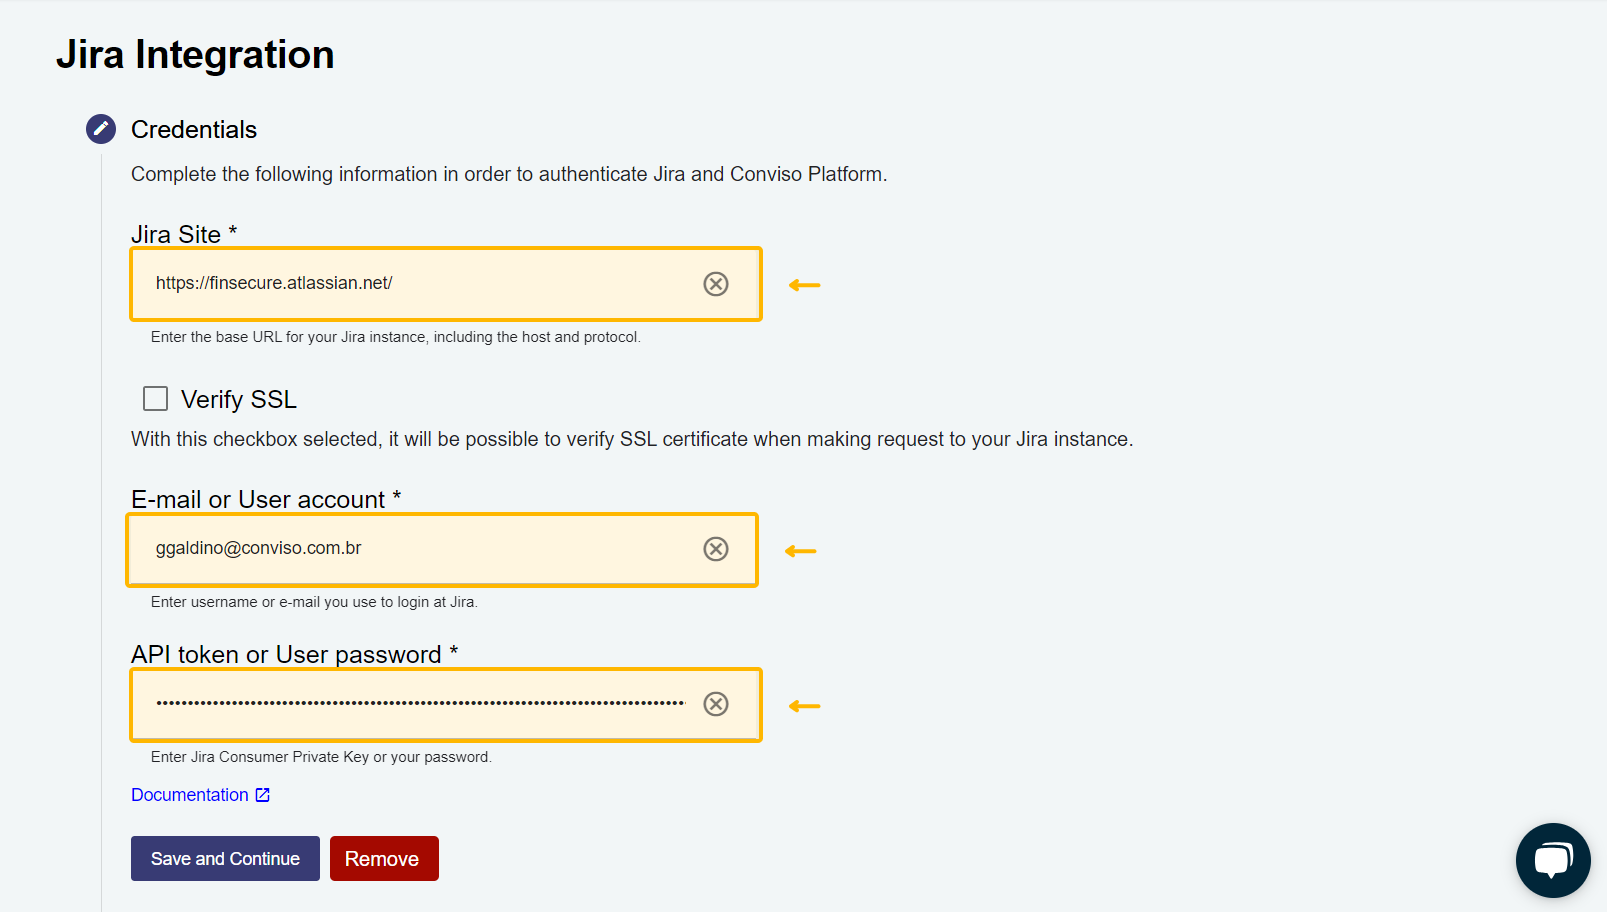 Jira Integration
Credentials
Complete the following information in order to authenticate Jira and Conviso Platform.
Jira Site *
https://finsecure.atlassian.net/
Enter the base URL for your Jira instance, including the host and protocol.
Verify SSL
With this checkbox selected, it will be possible to verify SSL certificate when making request to your Jira instance.
E-mail or User account *
ggaldino@conviso.com.br
Enter username or e-mail you use to login at Jira.
API token or User password *
Enter Jira Consumer Private Key or your password.
Documentation
Save and Continue
Remove